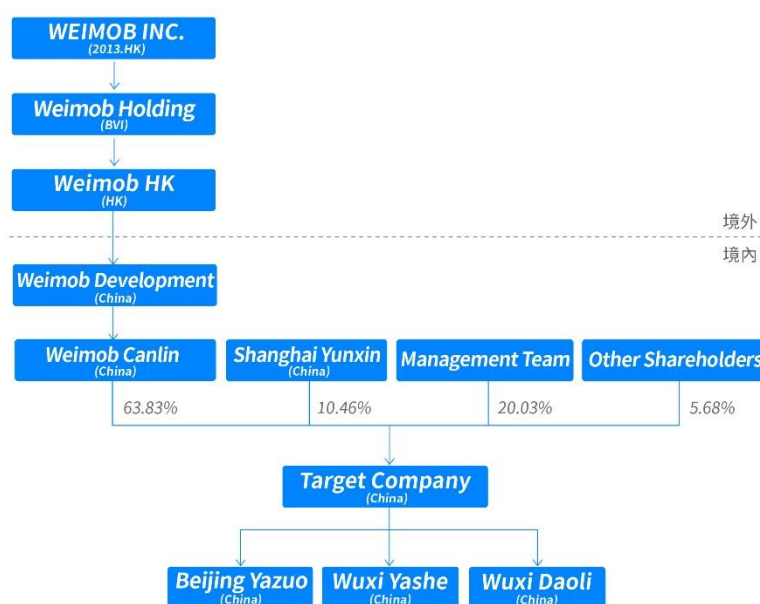 WEIMOB INC.
(2013.HK)
Weimob Holding
(BVI)
Weimob HK
(HK)
境外
境內
Weimob Development
(China)
Weimob Canlin
(China)
Shanghai Yunxin
(China)
Management Team
Other Shareholders
63.83%
10.46%
20.03%
5.68%
Target Company
(China)
Beijing Yazuo
(China)
Wuxi Yashe
(China)
Wuxi Daoli
(China)